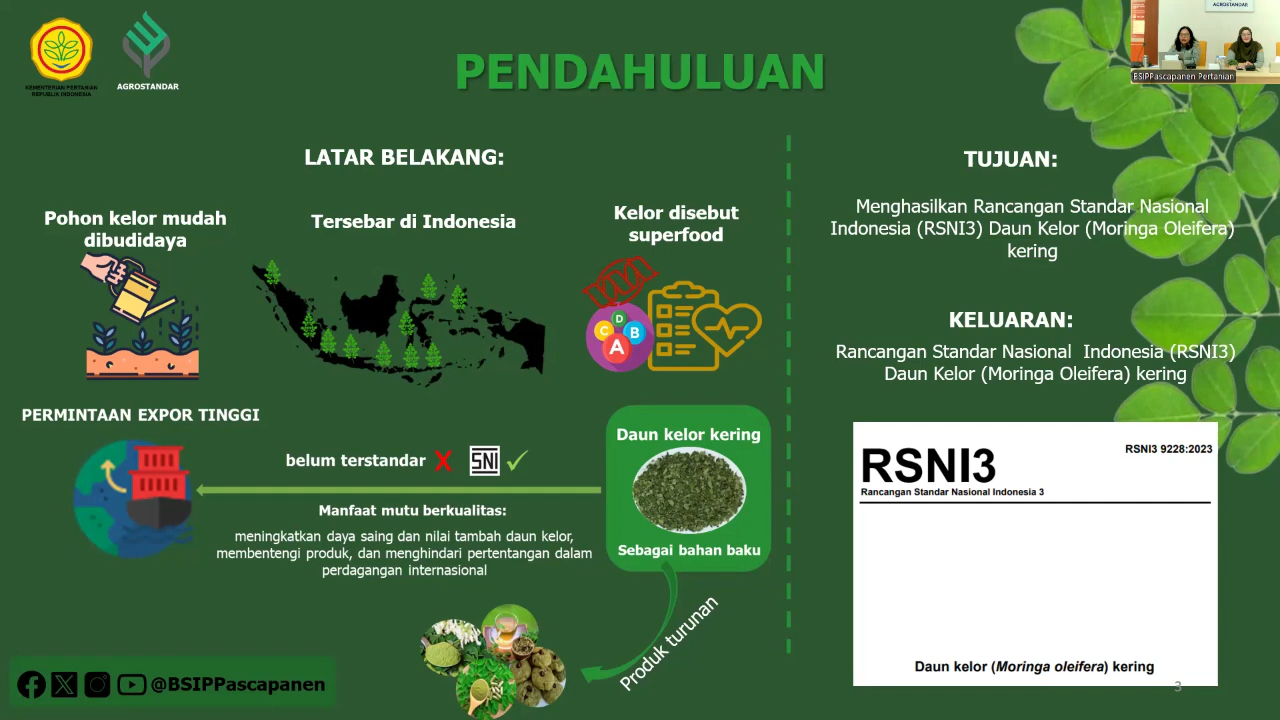 KEMENTERIAN PERTANIAN
REPUBLIK INDONESIA
AGROSTANDAR
PENDAHULUAN
AGROSTANDAR
BSIPPascapanen Pertanian
LATAR BELAKANG:
Pohon kelor mudah
dibudidaya
Tersebar di Indonesia
Kelor disebut
superfood
D
C
B
A
PERMINTAAN EXPOR TINGGI
belum terstandar
SNI
Manfaat mutu berkualitas:
meningkatkan daya saing dan nilai tambah daun kelor,
membentengi produk, dan menghindari pertentangan dalam
perdagangan internasional
Daun kelor kering
Sebagai bahan baku
Produk turunan
@BSIPPascapanen
TUJUAN:
Menghasilkan Rancangan Standar Nasional
Indonesia (RSNI3) Daun Kelor (Moringa Oleifera)
kering
KELUARAN:
Rancangan Standar Nasional  Indonesia (RSNI3)
Daun Kelor (Moringa Oleifera) kering
RSNI3 9228:2023
RSNI3
Rancangan Standar Nasional Indonesia 3
Daun kelor (Moringa oleifera) kering
3